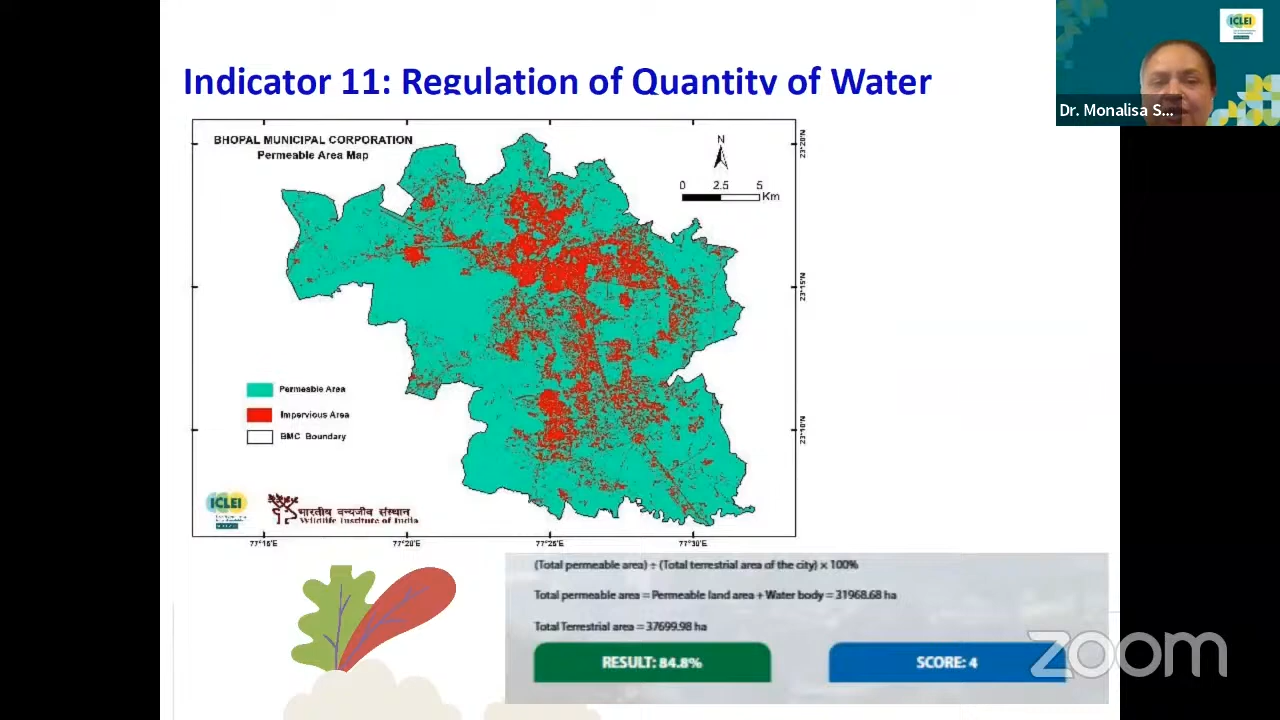 Indicator 11: Regulation of Quantity of Water
ICLEI
Dr. Monalisa S...
BHOPAL MUNICIPAL CORPORATION
Permeable Area Map
N
0 2.5 5
Km
23°20'N
23°15'N
23°10'N
Permeable Area
Impervious Area
BMC Boundary
ICLEI
भारतीय वन्यजीव संस्थान
Wildlife Institute of India
77°15'E 77°20'E 77°25'E 77°30'E
(Total permeable area) ÷ (Total terrestrial area of the city) x 100%
Total permeable area = Permeable land area + Water body = 31968.68 ha
Total Terrestrial area = 37699.98 ha
RESULT: 84.8%
SCORE: 4
zoom